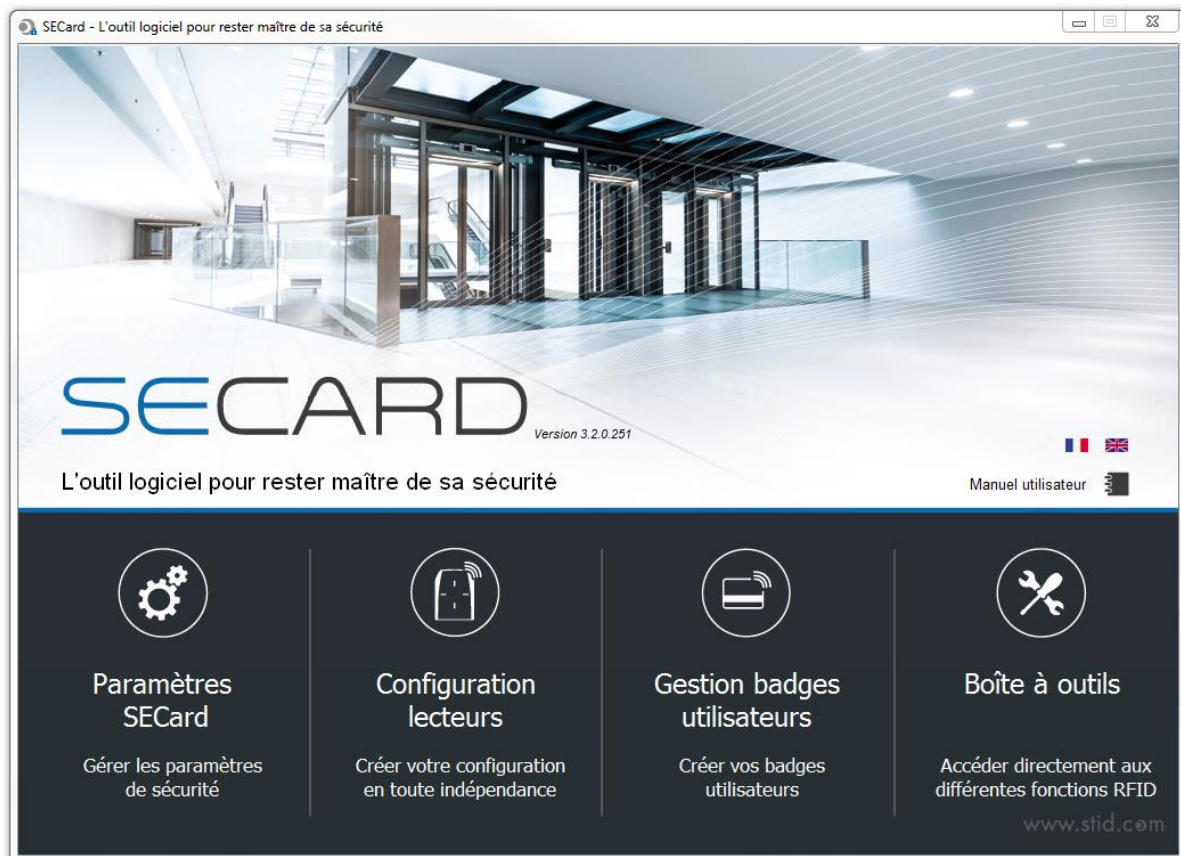 SECard - L'outil logiciel pour rester maître de sa sécurité
SECARD
Version 3.2.0.251
L'outil logiciel pour rester maître de sa sécurité
Manuel utilisateur
Paramètres
SECard
Gérer les paramètres
de sécurité
Configuration
lecteurs
Créer votre configuration
en toute indépendance
Gestion badges
utilisateurs
Créer vos badges
utilisateurs
Boîte à outils
Accéder directement aux
différentes fonctions RFID
www.stid.com